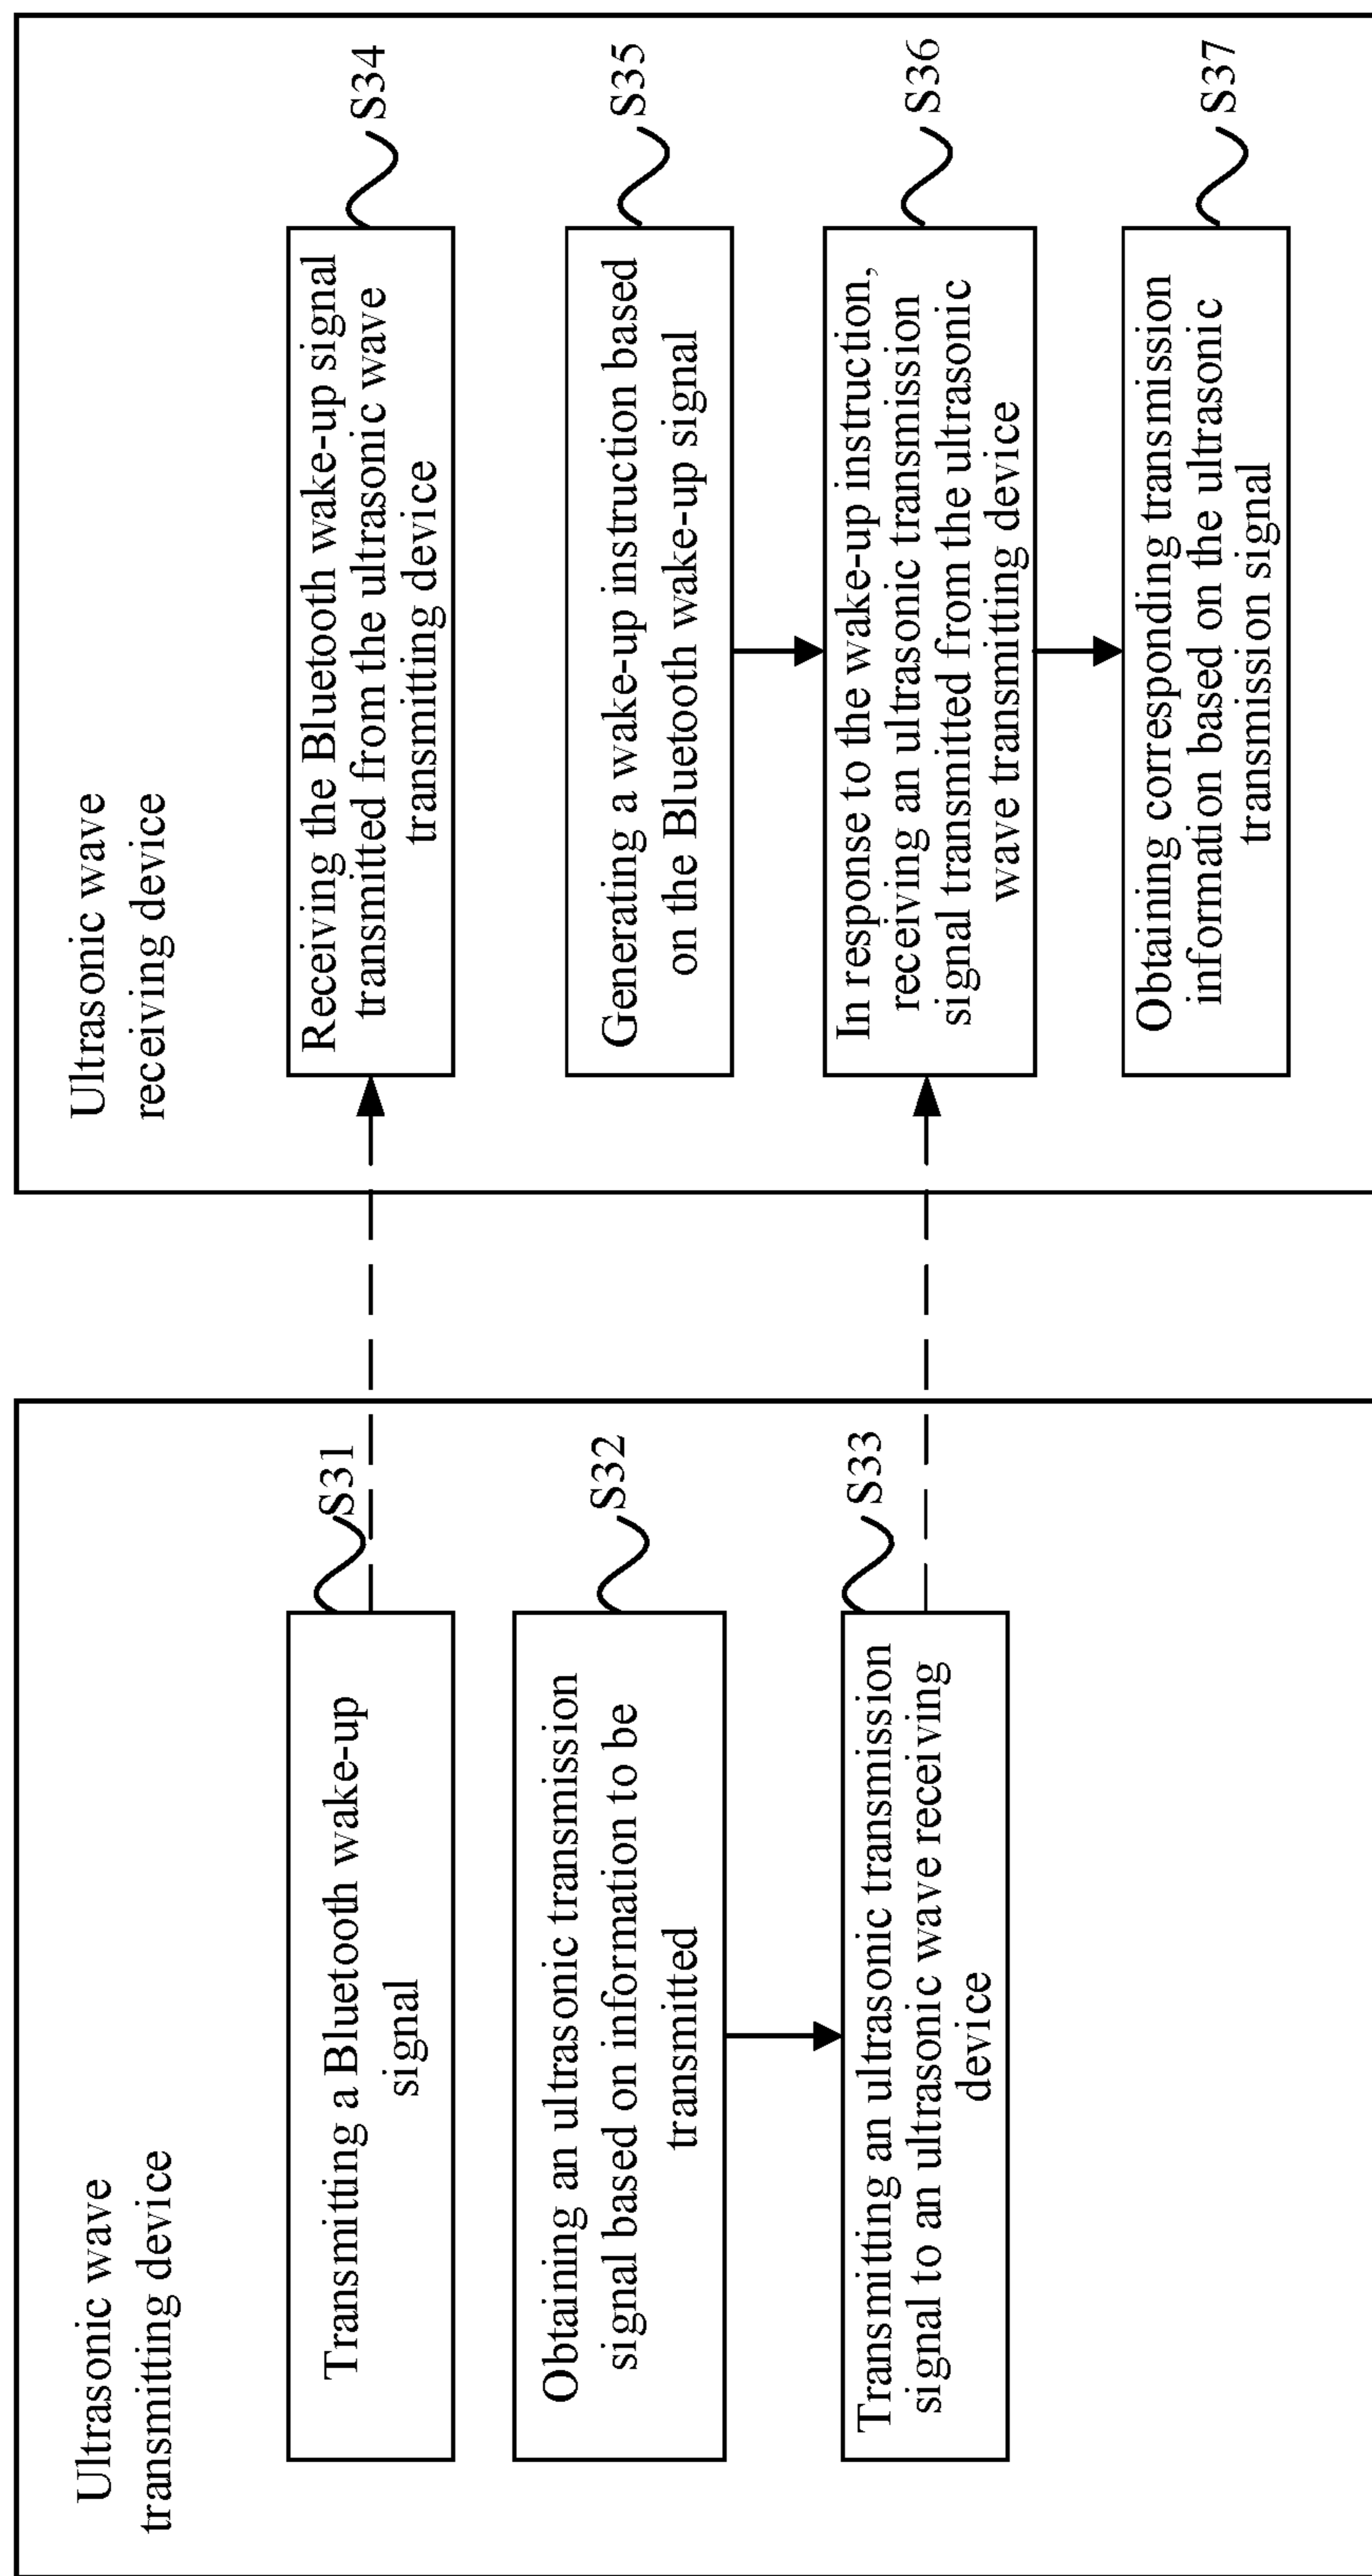 Ultrasonic wave
transmitting device
Transmitting a Bluetooth wake-up
signal
S31
Obtaining an ultrasonic transmission
signal based on information to be
transmitted
S32
Transmitting an ultrasonic transmission
signal to an ultrasonic wave receiving
device
S33
Ultrasonic wave
receiving device
Receiving the Bluetooth wake-up signal
transmitted from the ultrasonic wave
transmitting device
S34
Generating a wake-up instruction based
on the Bluetooth wake-up signal
S35
In response to the wake-up instruction,
receiving an ultrasonic transmission
signal transmitted from the ultrasonic
wave transmitting device
S36
Obtaining corresponding transmission
information based on the ultrasonic
transmission signal
S37